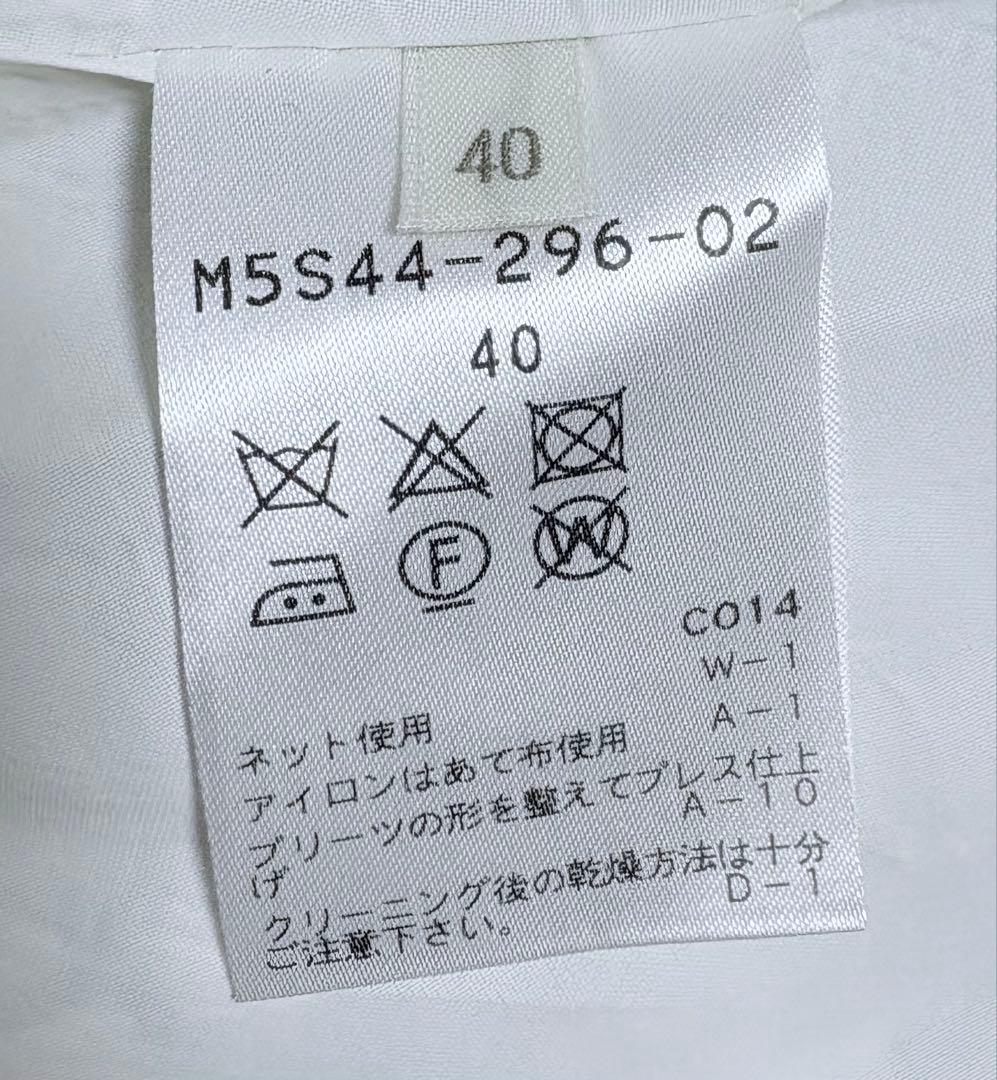 40
M5S44-296-02
40
F
W
C014
W-1
ネット使用
A-1
アイロンはあて布使用
プリーツの形を整えてプレス仕上
A-10
げ
クリーニング後の乾燥方法は十分
D-1
ご注意下さい。